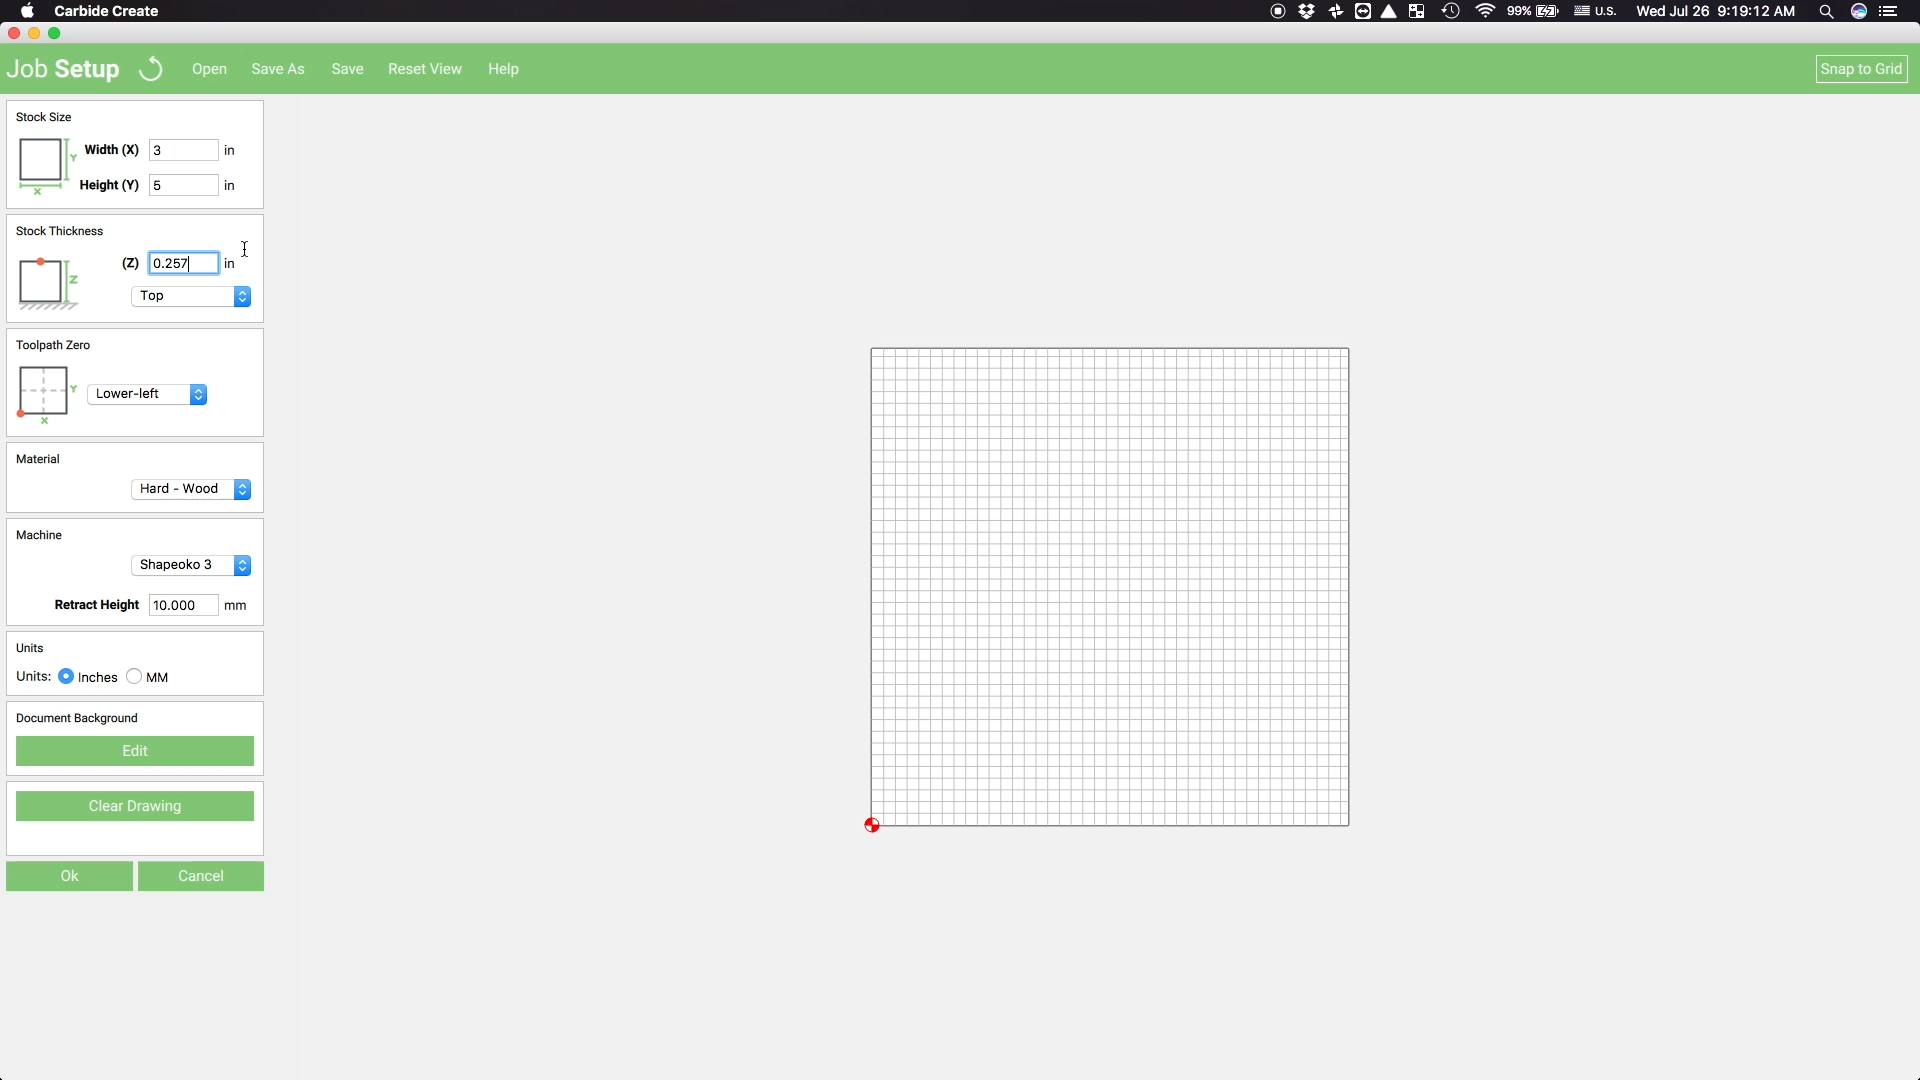 Carbide Create 99% U.S. Wed Jul 26 9:19:12 AM
Job Setup Open Save As Save Reset View Help Snap to Grid
Stock Size
Width (X) 3 in
Y
Height (Y) 5 in
X
Stock Thickness
(Z) 0.257 in
Z
Top
Toolpath Zero
Y Lower-left
X
Material
Hard - Wood
Machine
Shapeoko 3
Retract Height 10.000 mm
Units
Units: Inches MM
Document Background
Edit
Clear Drawing
Ok Cancel